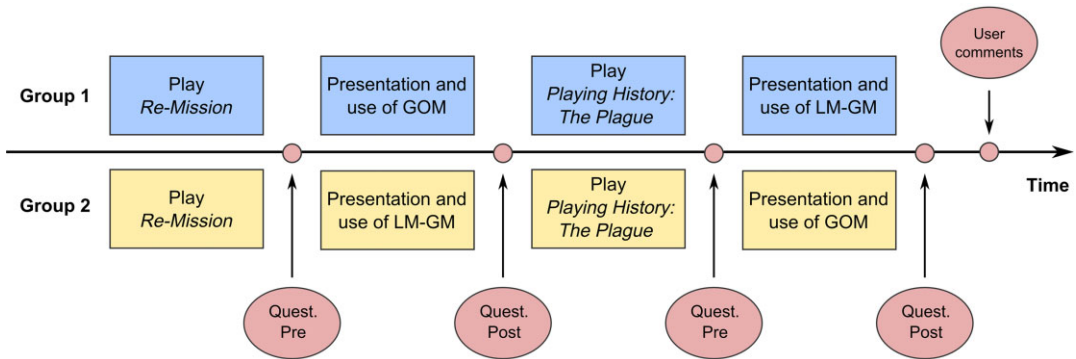 User
comments
Group 1
Play
Re-Mission
Presentation and
use of GOM
Play
Playing History:
The Plague
Presentation and
use of LM-GM
Time
Group 2
Play
Re-Mission
Presentation and
use of LM-GM
Play
Playing History:
The Plague
Presentation and
use of GOM
Quest.
Pre
Quest.
Post
Quest.
Pre
Quest.
Post